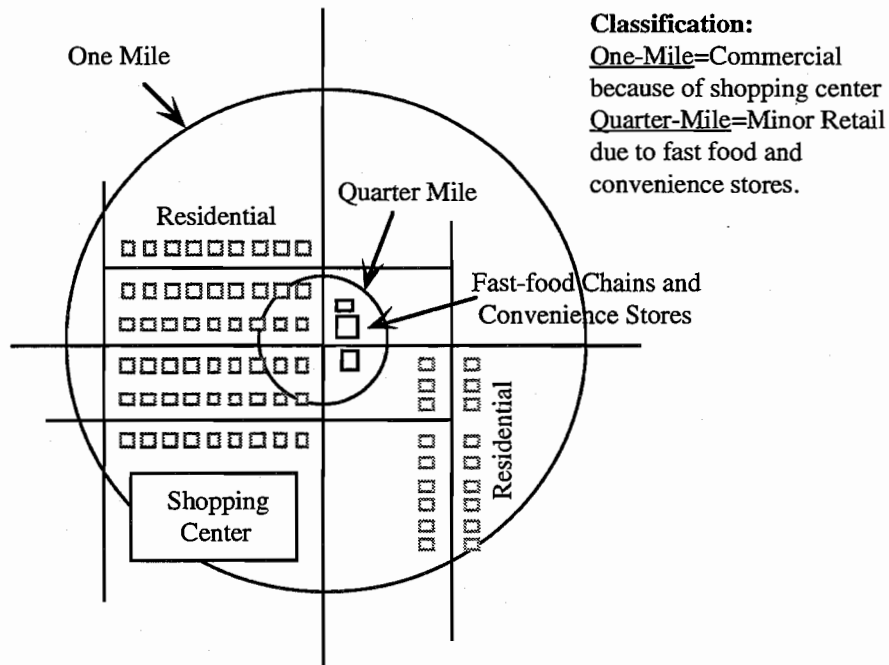 Classification:
One-Mile=Commercial
because of shopping center
Quarter-Mile=Minor Retail
due to fast food and
convenience stores.
One Mile
Quarter Mile
Residential
Fast-food Chains and
Convenience Stores
Residential
Shopping
Center